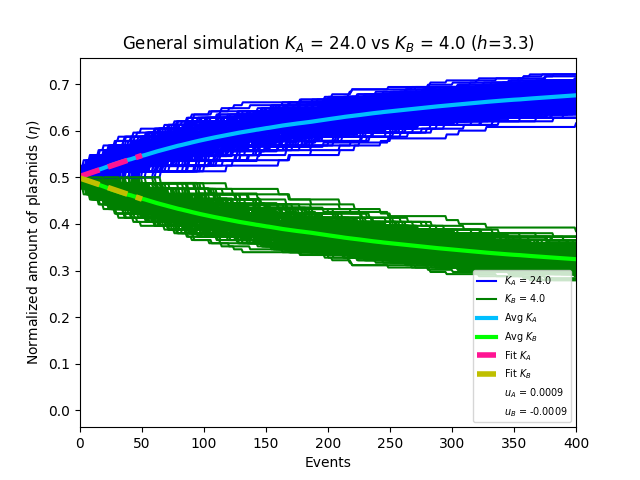 General simulation K_A = 24.0 vs K_B = 4.0 (h=3.3)
Normalized amount of plasmids (η)
0.7
0.6
0.5
0.4
0.3
0.2
0.1
0.0
K_A = 24.0
K_B = 4.0
Avg K_A
Avg K_B
Fit K_A
Fit K_B
u_A = 0.0009
u_B = -0.0009
0 50 100 150 200 250 300 350 400
Events